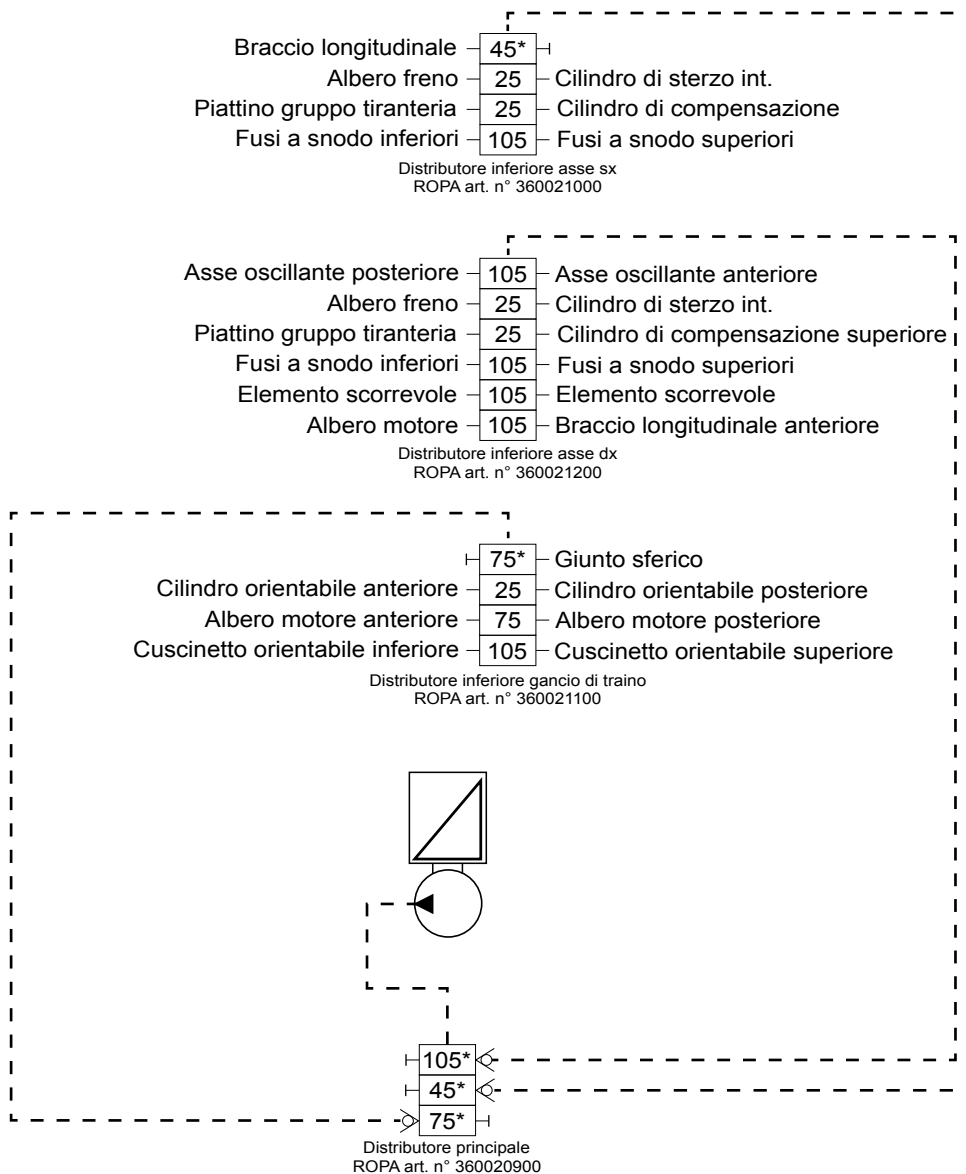 Braccio longitudinale 45*
Albero freno 25 Cilindro di sterzo int.
Piattino gruppo tiranteria 25 Cilindro di compensazione
Fusi a snodo inferiori 105 Fusi a snodo superiori
Distributore inferiore asse sx
ROPA art. n° 360021000
Asse oscillante posteriore 105 Asse oscillante anteriore
Albero freno 25 Cilindro di sterzo int.
Piattino gruppo tiranteria 25 Cilindro di compensazione superiore
Fusi a snodo inferiori 105 Fusi a snodo superiori
Elemento scorrevole 105 Elemento scorrevole
Albero motore 105 Braccio longitudinale anteriore
Distributore inferiore asse dx
ROPA art. n° 360021200
75* Giunto sferico
Cilindro orientabile anteriore 25 Cilindro orientabile posteriore
Albero motore anteriore 75 Albero motore posteriore
Cuscinetto orientabile inferiore 105 Cuscinetto orientabile superiore
Distributore inferiore gancio di traino
ROPA art. n° 360021100
105*
45*
75*
Distributore principale
ROPA art. n° 360020900